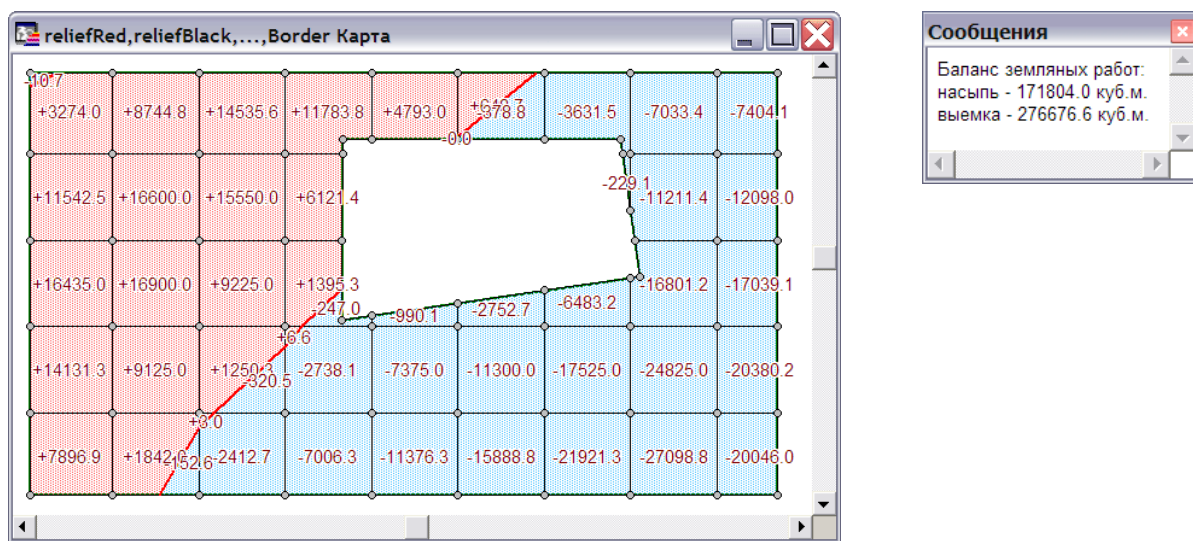 reliefRed,reliefBlack,...,Border Карта
Сообщения
Баланс земляных работ:
насыпь - 171804.0 куб.м.
выемка - 276676.6 куб.м.
-10.7
+3274.0 +8744.8 +14535.6 +11783.8 +4793.0 -378.8 -3631.5 -7033.4 -7404.1
-0.0
+11542.5 +16600.0 +15550.0 +6121.4 -229.1 -11211.4 -12098.0
+16435.0 +16900.0 +9225.0 +1395.3 -16801.2 -17039.1
-247.0 -990.1 -2752.7 -6483.2
+6.6
+14131.3 +9125.0 +1250.3 -2738.1 -7375.0 -11300.0 -17525.0 -24825.0 -20380.2
-320.5
+3.0
+7896.9 -152.6 -2412.7 -7006.3 -11376.3 -15888.8 -21921.3 -27098.8 -20046.0